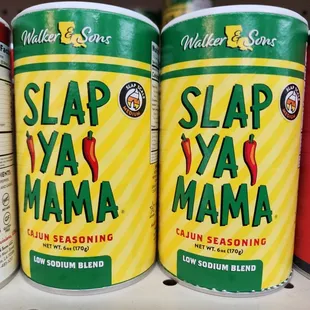 Walker & Sons
SLAP
YA
MAMA
CAJUN SEASONING
NET WT. 6oz (170g)
LOW SODIUM BLEND
Walker & Sons
SLAP
YA
MAMA
CAJUN SEASONING
NET WT. 6oz (170g)
LOW SODIUM BLEND